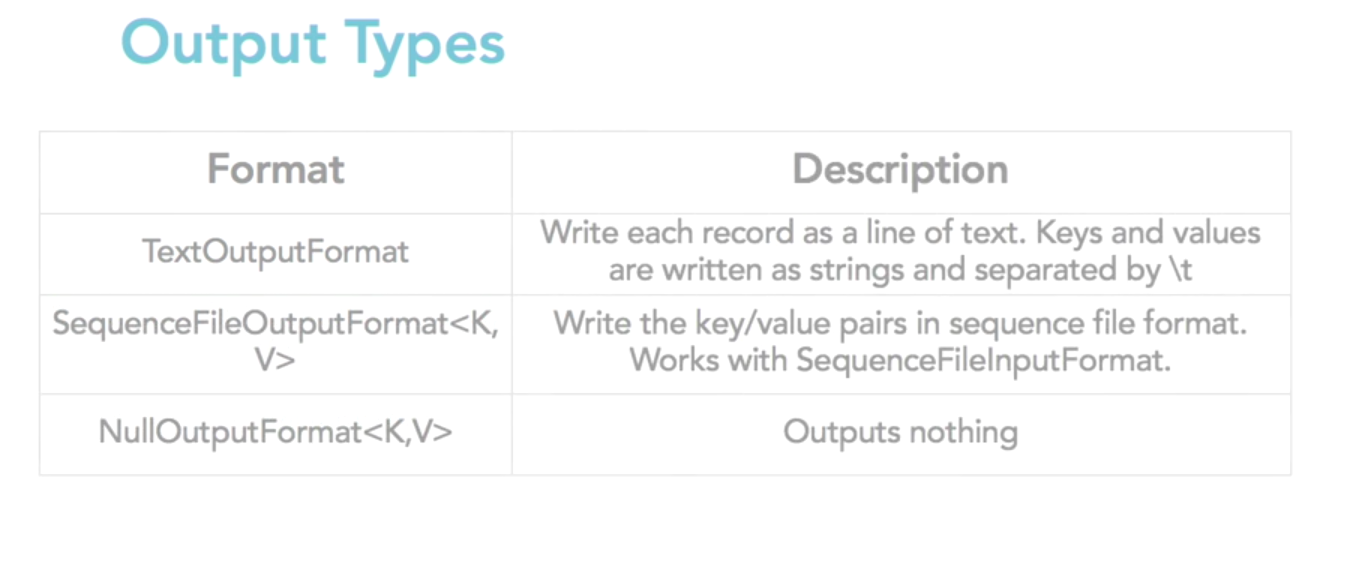 Output Types
Format
Description
TextOutputFormat
Write each record as a line of text. Keys and values
are written as strings and separated by \t
SequenceFileOutputFormat<K,
V>
Write the key/value pairs in sequence file format.
Works with SequenceFileInputFormat.
NullOutputFormat<K,V>
Outputs nothing